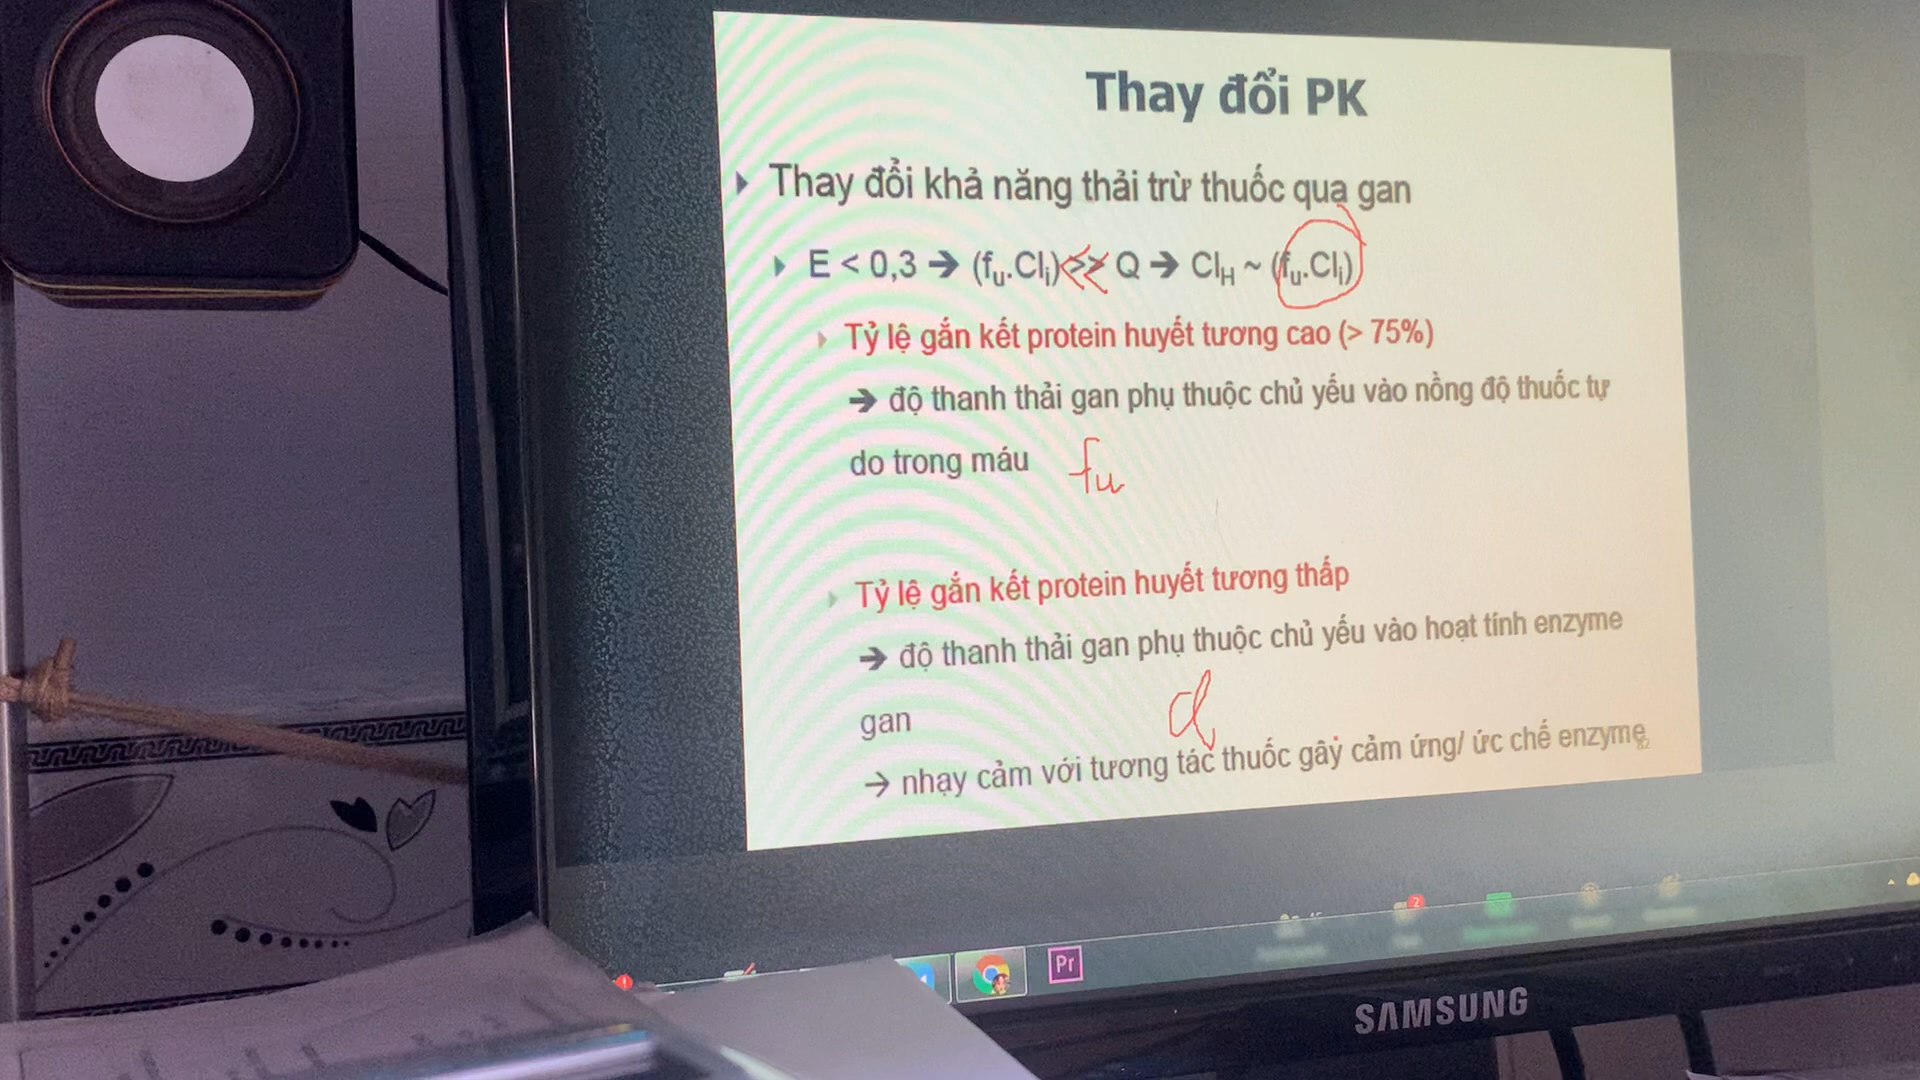 Thay đổi PK
Thay đổi khả năng thải trừ thuốc qua gan
E < 0,3 ➔ (fu.Cli) << Q ➔ ClH ~ (fu.Cli)
Tỷ lệ gắn kết protein huyết tương cao (> 75%)
➔ độ thanh thải gan phụ thuộc chủ yếu vào nồng độ thuốc tự
do trong máu fu
Tỷ lệ gắn kết protein huyết tương thấp
➔ độ thanh thải gan phụ thuộc chủ yếu vào hoạt tính enzyme
gan
→ nhạy cảm với tương tác thuốc gây cảm ứng/ ức chế enzyme
2
Pr
SAMSUNG